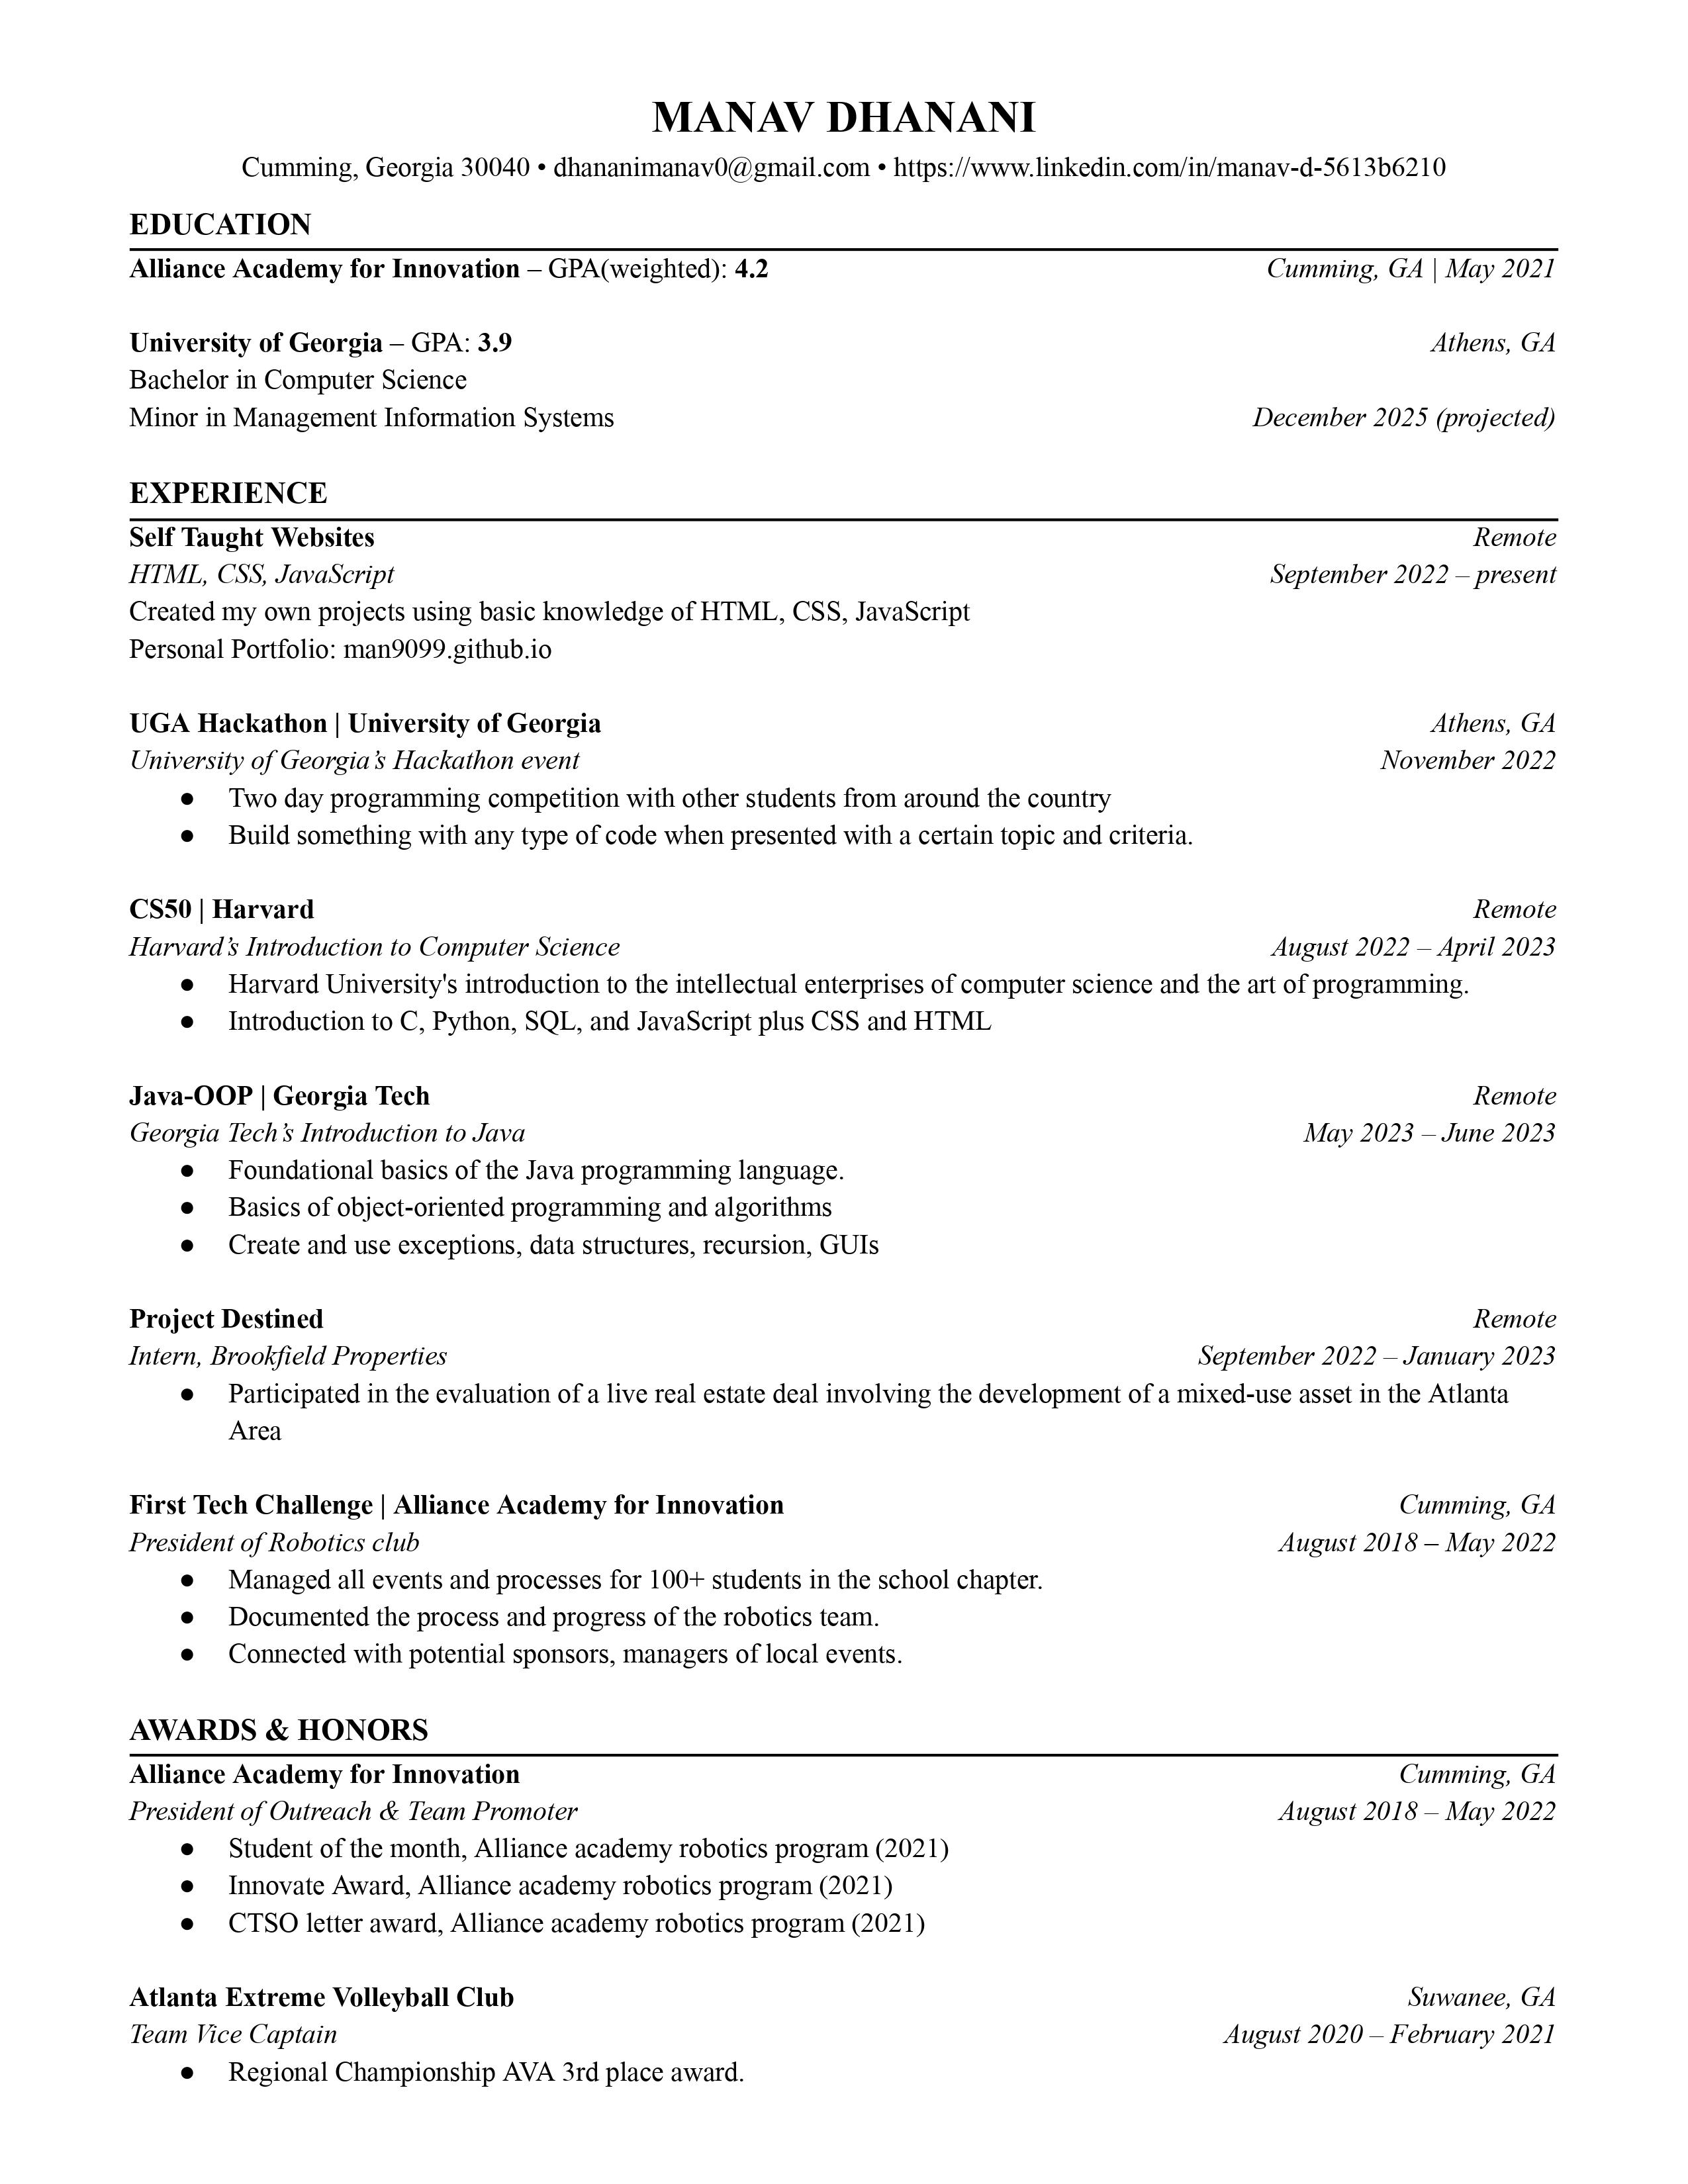 MANAV DHANANI
Cumming, Georgia 30040 • dhananimanav0@gmail.com • https://www.linkedin.com/in/manav-d-5613b6210
EDUCATION
Alliance Academy for Innovation – GPA(weighted): 4.2 Cumming, GA | May 2021
University of Georgia – GPA: 3.9 Athens, GA
Bachelor in Computer Science
Minor in Management Information Systems December 2025 (projected)
EXPERIENCE
Self Taught Websites Remote
HTML, CSS, JavaScript September 2022 – present
Created my own projects using basic knowledge of HTML, CSS, JavaScript
Personal Portfolio: man9099.github.io
UGA Hackathon | University of Georgia Athens, GA
University of Georgia’s Hackathon event November 2022
● Two day programming competition with other students from around the country
● Build something with any type of code when presented with a certain topic and criteria.
CS50 | Harvard Remote
Harvard’s Introduction to Computer Science August 2022 – April 2023
● Harvard University's introduction to the intellectual enterprises of computer science and the art of programming.
● Introduction to C, Python, SQL, and JavaScript plus CSS and HTML
Java-OOP | Georgia Tech Remote
Georgia Tech’s Introduction to Java May 2023 – June 2023
● Foundational basics of the Java programming language.
● Basics of object-oriented programming and algorithms
● Create and use exceptions, data structures, recursion, GUIs
Project Destined Remote
Intern, Brookfield Properties September 2022 – January 2023
● Participated in the evaluation of a live real estate deal involving the development of a mixed-use asset in the Atlanta
Area
First Tech Challenge | Alliance Academy for Innovation Cumming, GA
President of Robotics club August 2018 – May 2022
● Managed all events and processes for 100+ students in the school chapter.
● Documented the process and progress of the robotics team.
● Connected with potential sponsors, managers of local events.
AWARDS & HONORS
Alliance Academy for Innovation Cumming, GA
President of Outreach & Team Promoter August 2018 – May 2022
● Student of the month, Alliance academy robotics program (2021)
● Innovate Award, Alliance academy robotics program (2021)
● CTSO letter award, Alliance academy robotics program (2021)
Atlanta Extreme Volleyball Club Suwanee, GA
Team Vice Captain August 2020 – February 2021
● Regional Championship AVA 3rd place award.